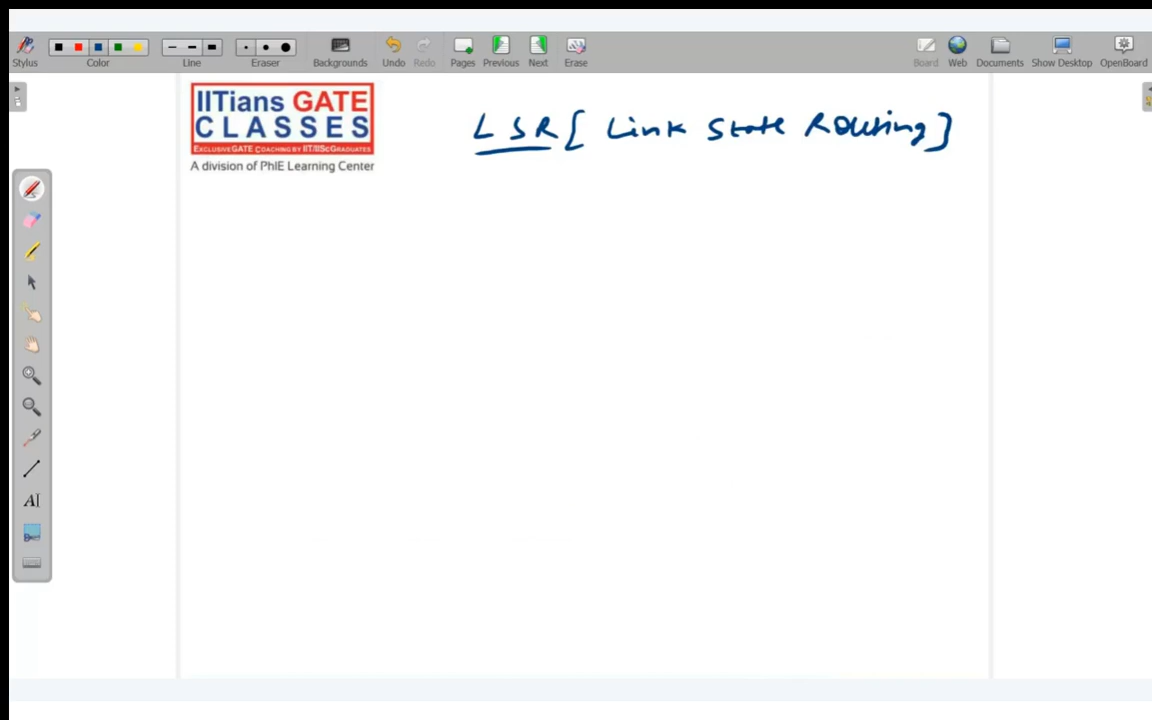 Stylus
Color
Line
Eraser
Backgrounds
Undo
Redo
Pages
Previous
Next
Erase
Board
Web
Documents
Show Desktop
OpenBoard
IITians GATE
CLASSES
EXCLUSIVE GATE COACHING BY IIT/IISC GRADUATES
A division of PhIE Learning Center
LSR [ Link State Routing ]
AI